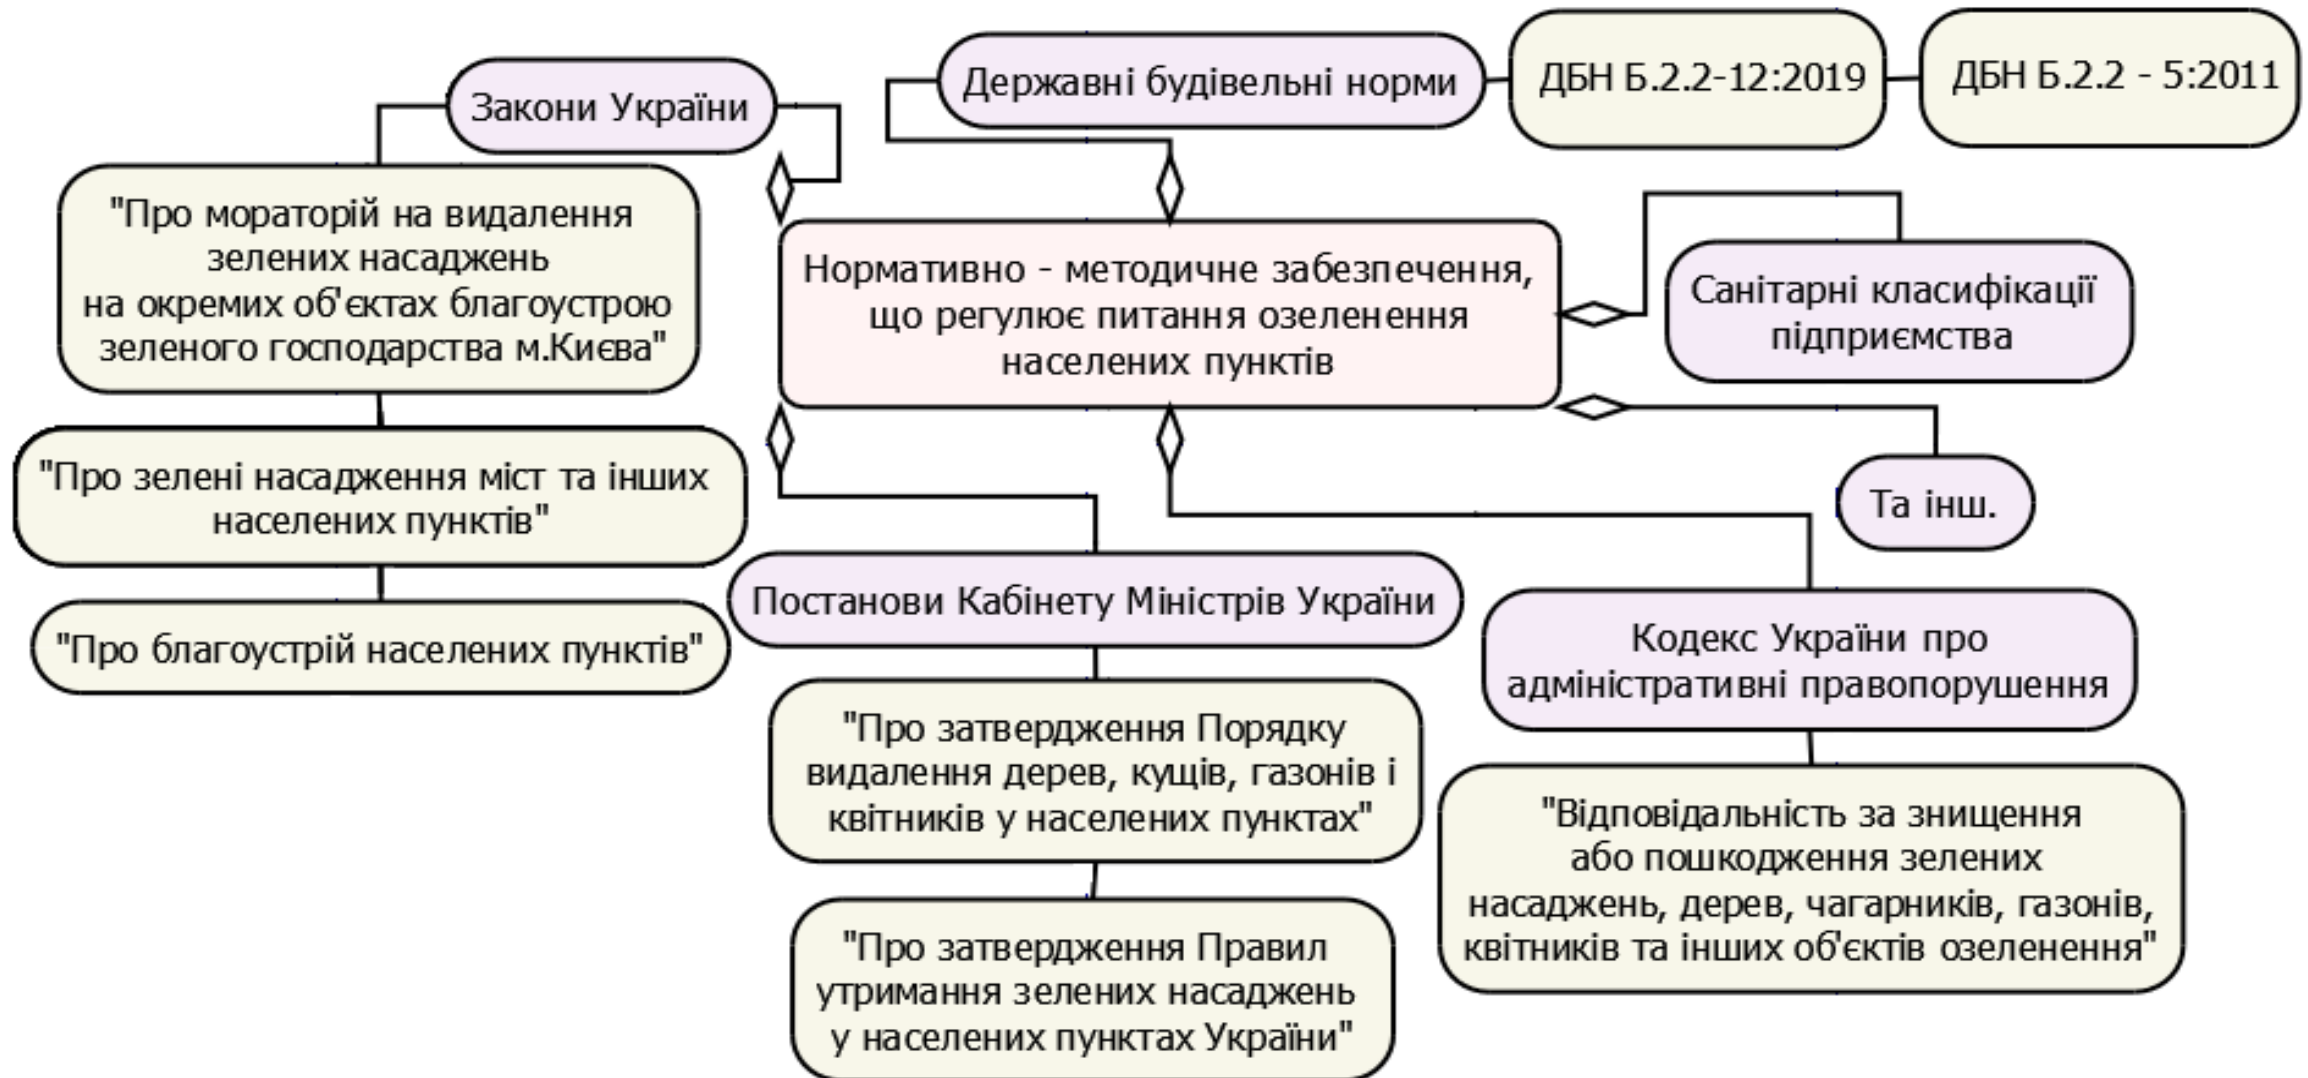 Закони України
"Про мораторій на видалення
зелених насаджень
на окремих об'єктах благоустрою
зеленого господарства м.Києва"
"Про зелені насадження міст та інших
населених пунктів"
"Про благоустрій населених пунктів"
Державні будівельні норми
ДБН Б.2.2-12:2019
ДБН Б.2.2 - 5:2011
Нормативно - методичне забезпечення,
що регулює питання озеленення
населених пунктів
Санітарні класифікації
підприємства
Та інш.
Постанови Кабінету Міністрів України
"Про затвердження Порядку
видалення дерев, кущів, газонів і
квітників у населених пунктах"
"Про затвердження Правил
утримання зелених насаджень
у населених пунктах України"
Кодекс України про
адміністративні правопорушення
"Відповідальність за знищення
або пошкодження зелених
насаджень, дерев, чагарників, газонів,
квітників та інших об'єктів озеленення"